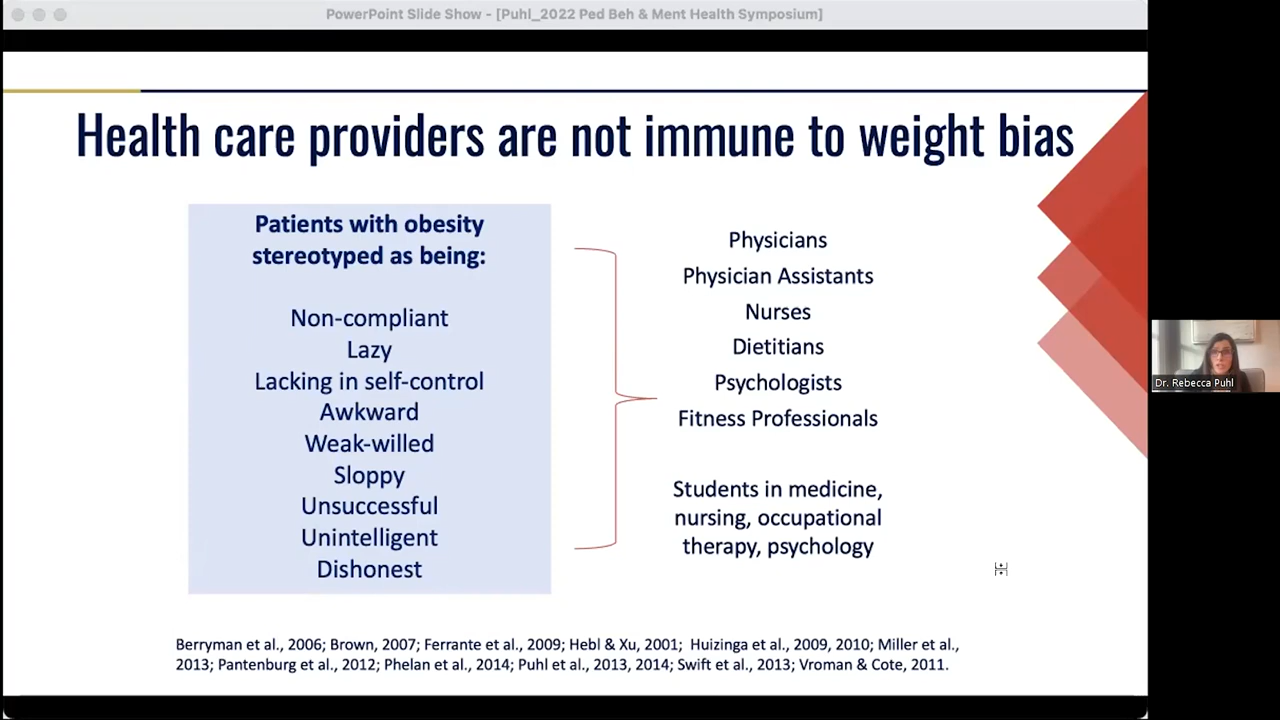 PowerPoint Slide Show - [Puhl_2022 Ped Beh & Ment Health Symposium]
Health care providers are not immune to weight bias
Patients with obesity
stereotyped as being:
Non-compliant
Lazy
Lacking in self-control
Awkward
Weak-willed
Sloppy
Unsuccessful
Unintelligent
Dishonest
Physicians
Physician Assistants
Nurses
Dietitians
Psychologists
Fitness Professionals
Students in medicine,
nursing, occupational
therapy, psychology
Berryman et al., 2006; Brown, 2007; Ferrante et al., 2009; Hebl & Xu, 2001;  Huizinga et al., 2009, 2010; Miller et al.,
2013; Pantenburg et al., 2012; Phelan et al., 2014; Puhl et al., 2013, 2014; Swift et al., 2013; Vroman & Cote, 2011.
Dr. Rebecca Puhl